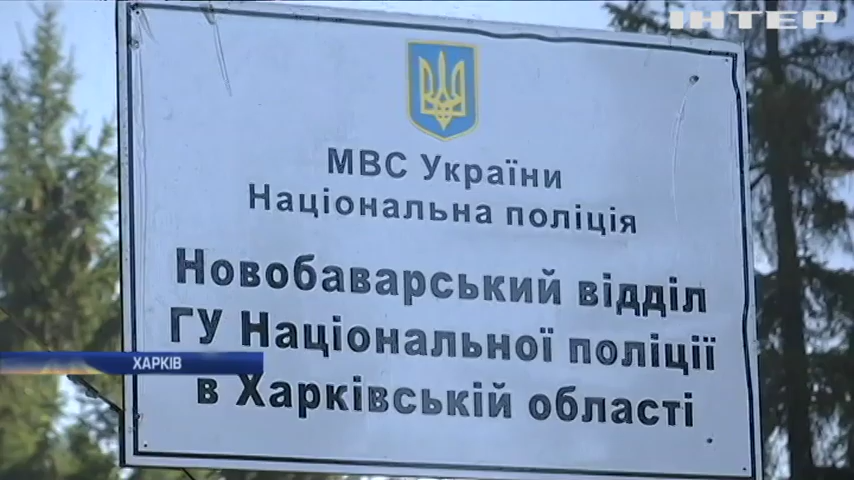 ІНТЕР
МВС України
Національна поліція
Новобаварський відділ
ГУ Національної поліції
в Харківській області
ХАРКІВ